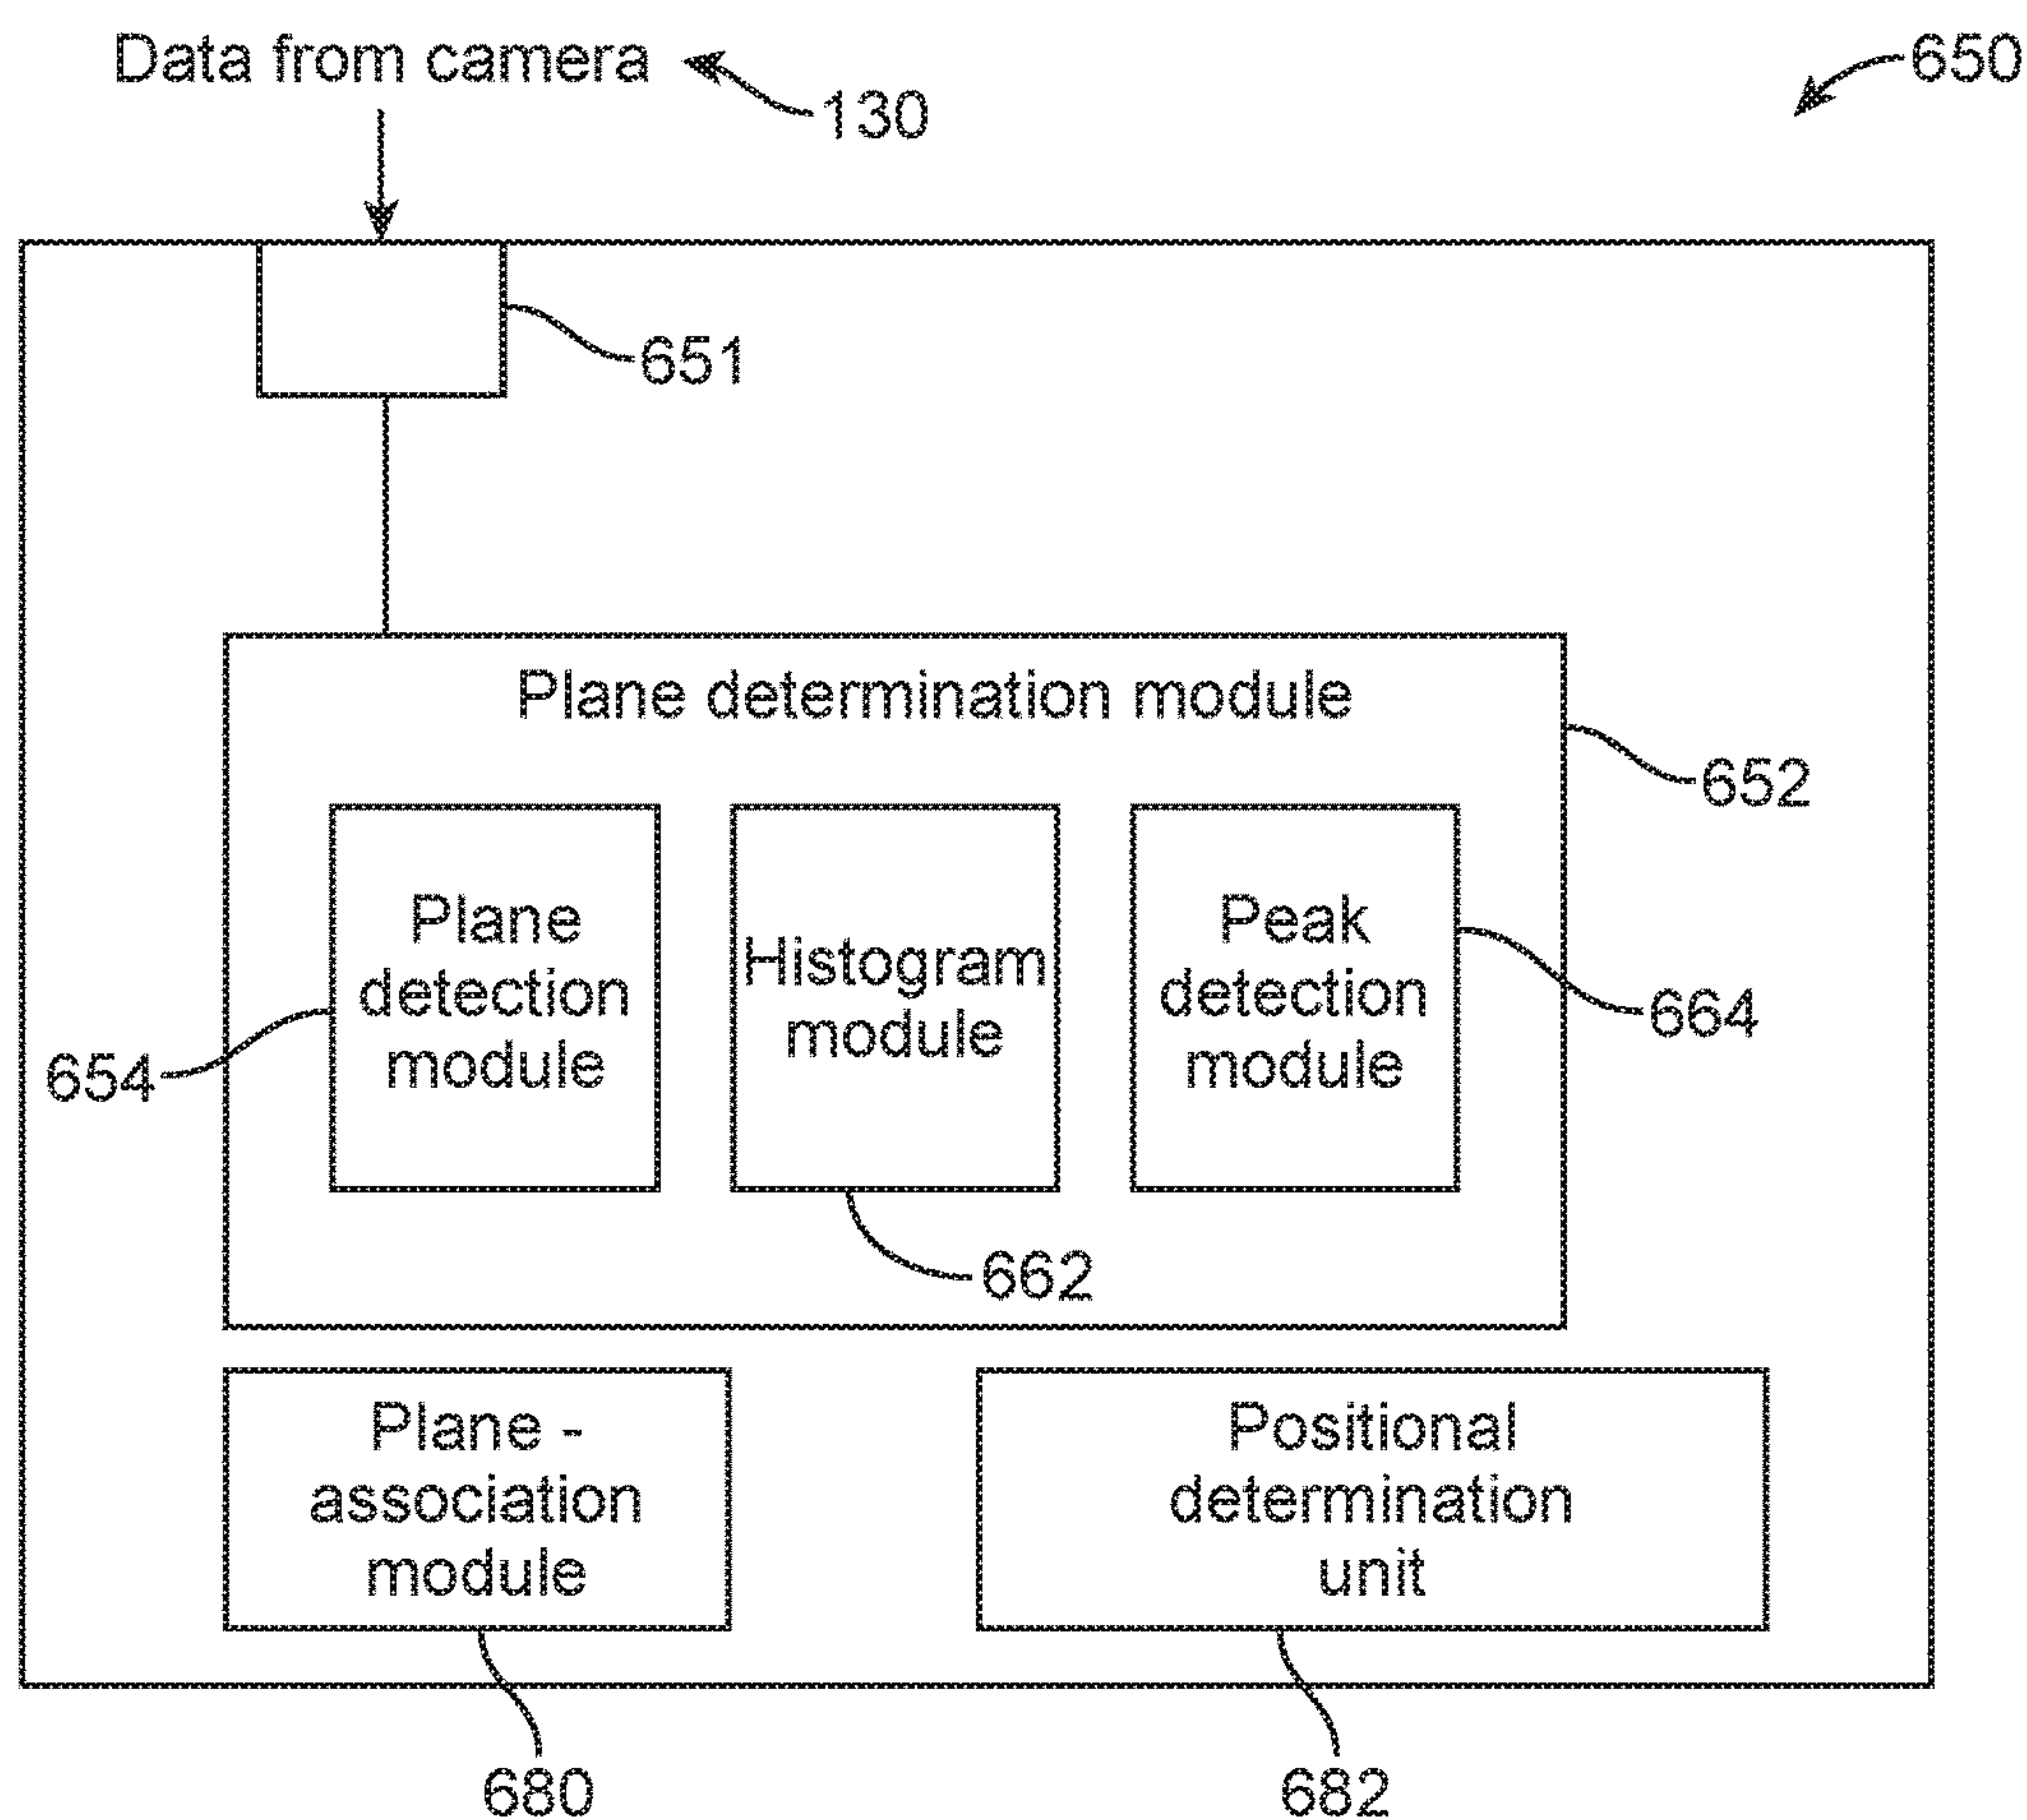 Data from camera
130
650
651
Plane determination module
652
Plane
detection
module
654
Histogram
module
662
Peak
detection
module
664
Plane -
association
module
680
Positional
determination
unit
682